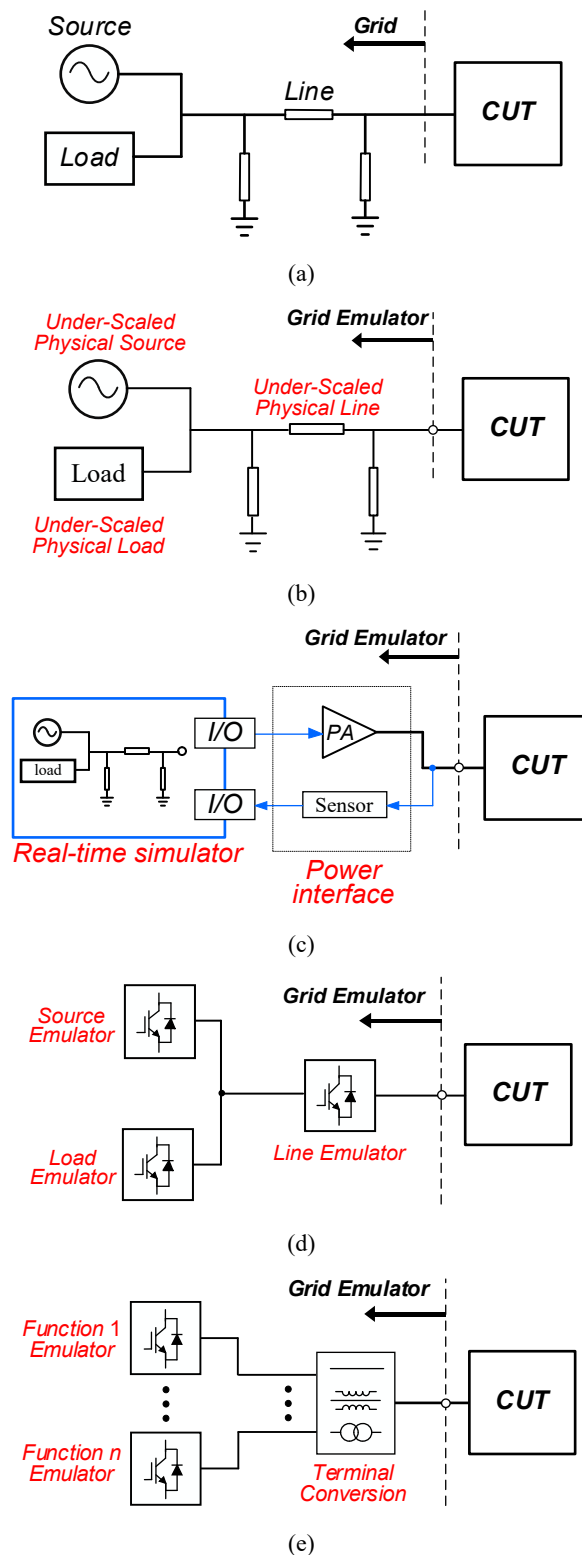 Source
Grid
Line
CUT
Load
(a)
Under-Scaled
Physical Source
Grid Emulator
Under-Scaled
Physical Line
CUT
Load
Under-Scaled
Physical Load
(b)
Grid Emulator
I/O
PA
CUT
load
I/O
Sensor
Real-time simulator
Power
interface
(c)
Grid Emulator
Source
Emulator
CUT
Load
Emulator
Line Emulator
(d)
Grid Emulator
Function 1
Emulator
CUT
Function n
Emulator
Terminal
Conversion
(e)